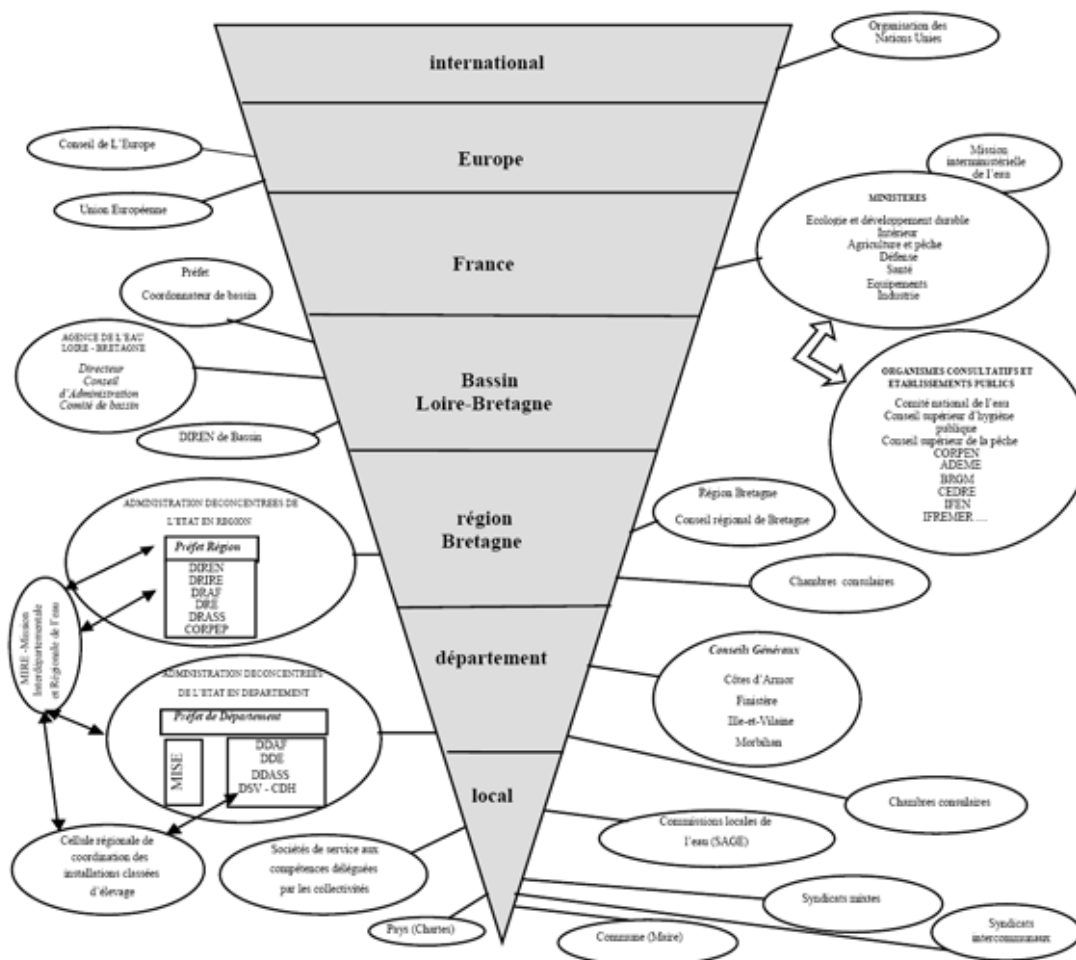 international
Organisation des
Nations Unies
Conseil de L'Europe
Europe
Mission
interministérielle
de l'eau
Union Européenne
MINISTERES
Ecologie et développement durable
Intérieur
Agriculture et pêche
Défense
Santé
Equipements
Industrie
France
Préfet
Coordonnateur de bassin
AGENCE DE L'EAU
LOIRE - BRETAGNE
Directeur
Conseil
d'Administration
Comité de bassin
DIREN de Bassin
Bassin
Loire-Bretagne
ORGANISMES CONSULTATIFS ET
ETABLISSEMENTS PUBLICS
Comité national de l'eau
Conseil supérieur d'hygiène
publique
Conseil supérieur de la pêche
CORPEN
ADEME
BRGM
CEDRE
IFEN
IFREMER ....
ADMINISTRATION DECONCENTREES DE
L'ETAT EN REGION
Préfet Région
DIREN
DRIRE
DRAF
DRE
DRASS
CORPEP
région
Bretagne
Région Bretagne
Conseil régional de Bretagne
Chambres consulaires
MIRE -Mission
Interdépartementale
et Régionale de l'eau
ADMINISTRATION DECONCENTREES
DE L'ETAT EN DEPARTEMENT
Préfet de Département
MISE
DDAF
DDE
DDASS
DSV - CDH
département
Conseils Généraux
Côtes d'Armor
Finistère
Ille-et-Vilaine
Morbihan
Chambres consulaires
local
Cellule régionale de
coordination des
installations classées
d'élevage
Sociétés de service aux
compétences déléguées
par les collectivités
Commissions locales de
l'eau (SAGE)
Pays (Chartes)
Commune (Maire)
Syndicats mixtes
Syndicats
intercommunaux